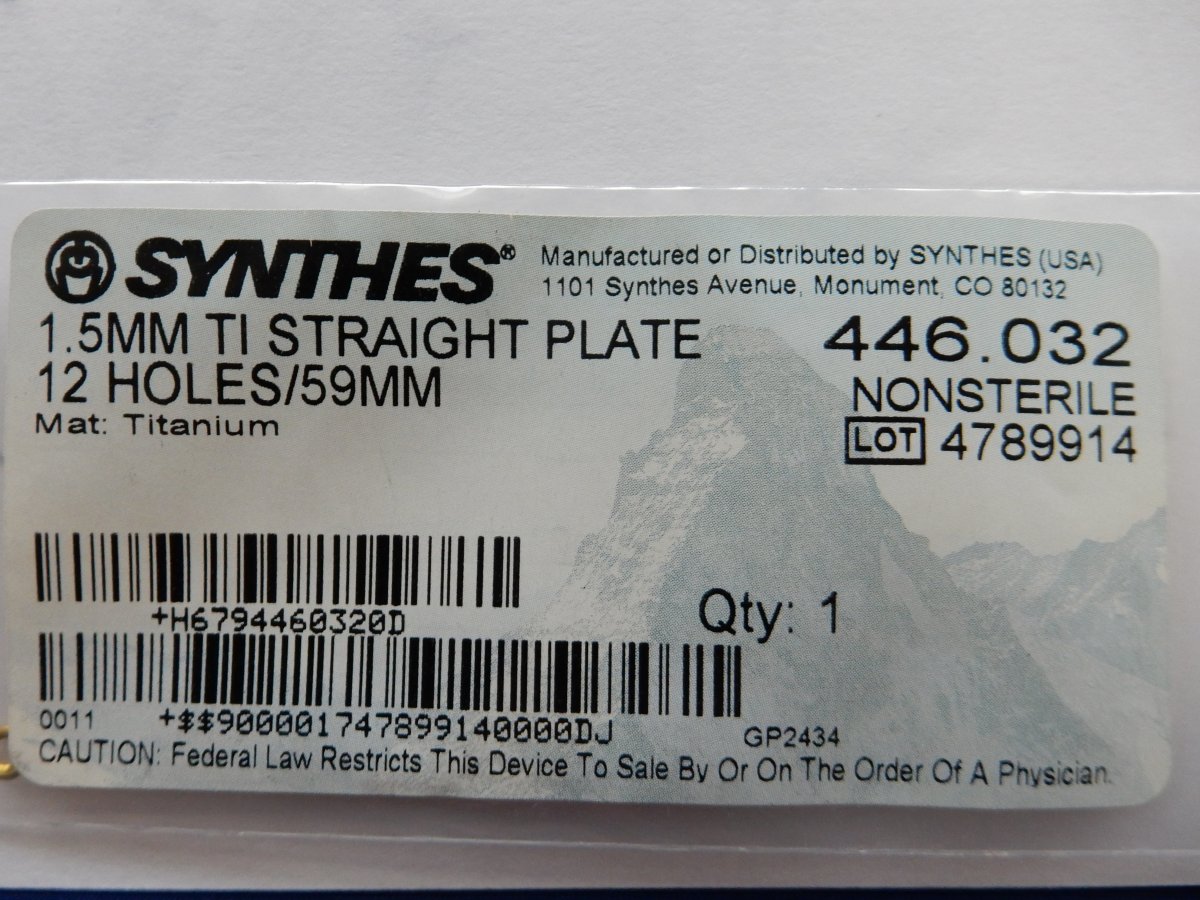 SYNTHES®
Manufactured or Distributed by SYNTHES (USA)
1101 Synthes Avenue, Monument, CO 80132
1.5MM TI STRAIGHT PLATE
12 HOLES/59MM
Mat: Titanium
446.032
NONSTERILE
LOT 4789914
+H6794460320D
Qty: 1
+$$9000017478991400​00DJ
0011
GP2434
CAUTION: Federal Law Restricts This Device To Sale By Or On The Order Of A Physician.